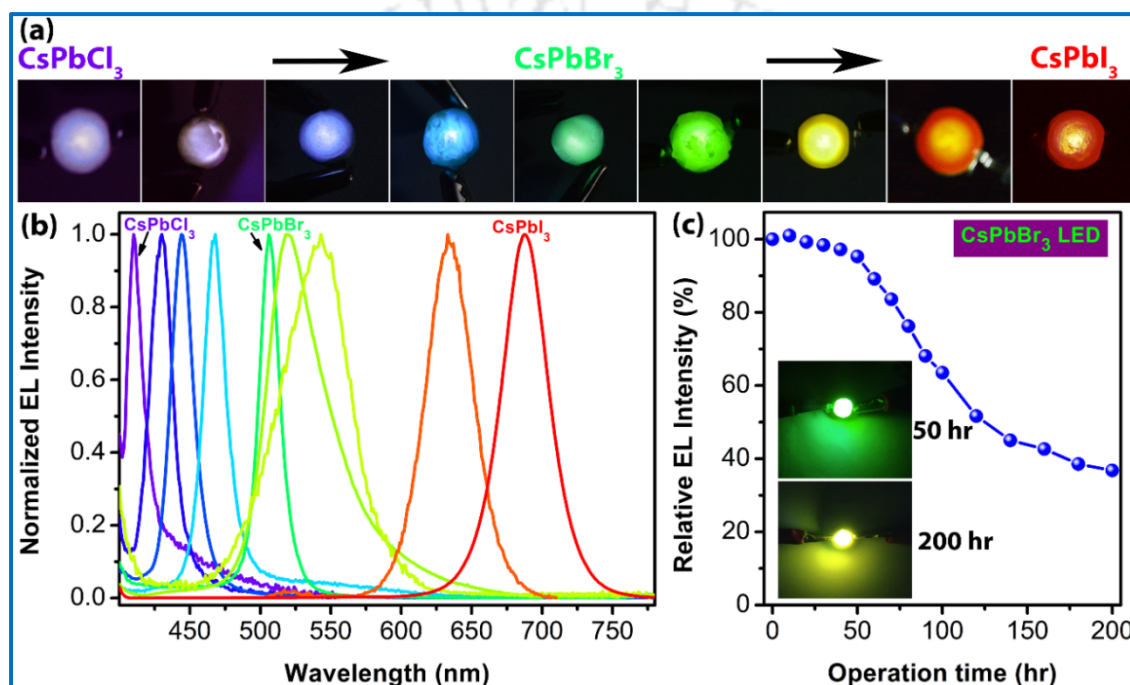 (a)
CsPbCl₃ CsPbBr₃ CsPbI₃
(b)
CsPbCl₃ CsPbBr₃ CsPbI₃
1.0
0.8
0.6
0.4
0.2
0.0
Normalized EL Intensity
450 500 550 600 650 700 750
Wavelength (nm)
(c)
CsPbBr₃ LED
100
80
60
40
20
0
Relative EL Intensity (%)
50 hr
200 hr
0 50 100 150 200
Operation time (hr)